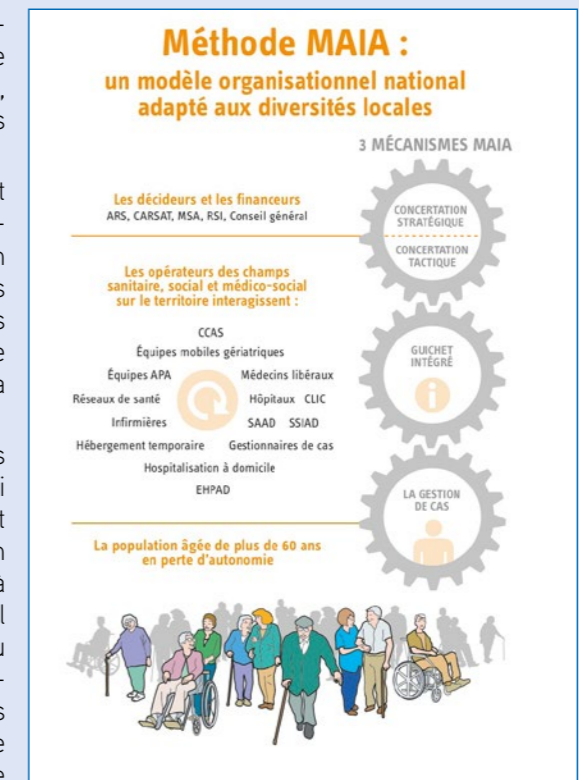 Méthode MAIA :
un modèle organisationnel national
adapté aux diversités locales
3 MÉCANISMES MAIA
Les décideurs et les financeurs
ARS, CARSAT, MSA, RSI, Conseil général
CONCERTATION
STRATÉGIQUE
CONCERTATION
TACTIQUE
Les opérateurs des champs
sanitaire, social et médico-social
sur le territoire interagissent :
CCAS
Équipes mobiles gériatriques
Équipes APA Médecins libéraux
Réseaux de santé Hôpitaux CLIC
Infirmières SAAD SSIAD
Hébergement temporaire Gestionnaires de cas
Hospitalisation à domicile
EHPAD
GUICHET
INTÉGRÉ
i
LA GESTION
DE CAS
La population âgée de plus de 60 ans
en perte d'autonomie